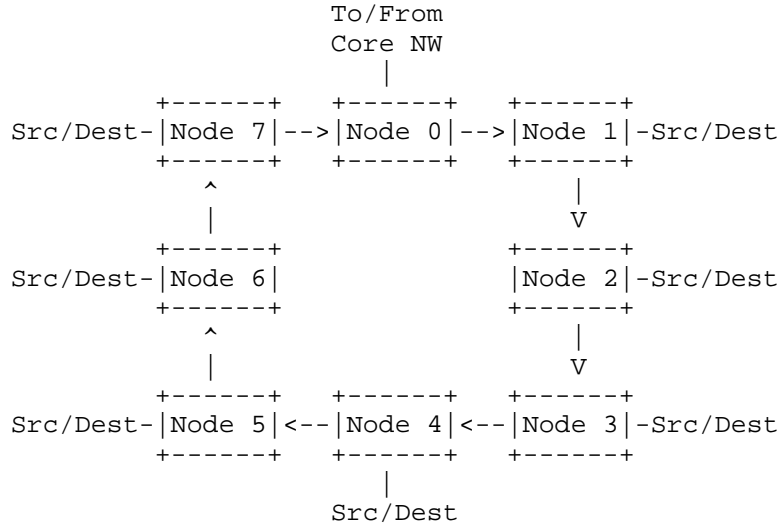 To/From
Core NW
|
+------+ +------+ +------+
Src/Dest-|Node 7|-->|Node 0|-->|Node 1|-Src/Dest
+------+ +------+ +------+
^ |
| V
+------+ +------+
Src/Dest-|Node 6| |Node 2|-Src/Dest
+------+ +------+
^ |
| V
+------+ +------+ +------+
Src/Dest-|Node 5|<--|Node 4|<--|Node 3|-Src/Dest
+------+ +------+ +------+
|
Src/Dest